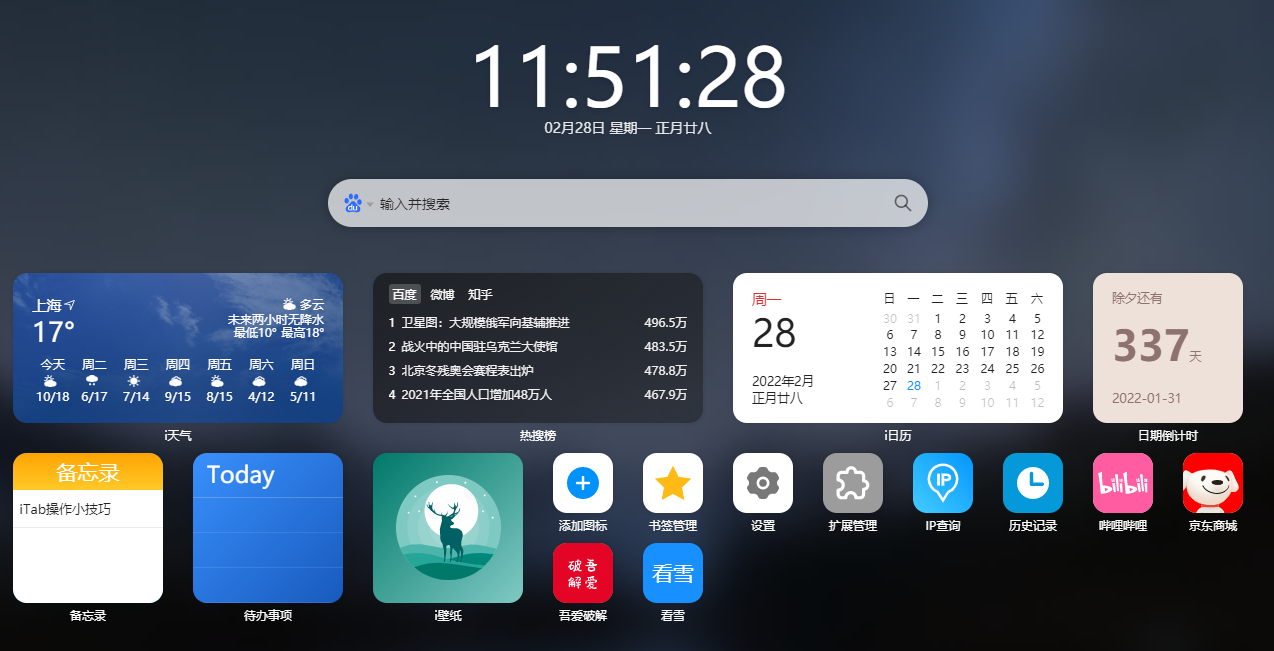 11:51:28
02月28日 星期一 正月廿八
du 输入并搜索
上海
多云
17°
未来两小时无降水
最低10° 最高18°
今天 周二 周三 周四 周五 周六 周日
10/18 6/17 7/14 9/15 8/15 4/12 5/11
i天气
百度 微博 知乎
1 卫星图：大规模俄军向基辅推进 496.5万
2 战火中的中国驻乌克兰大使馆 483.5万
3 北京冬残奥会赛程表出炉 478.8万
4 2021年全国人口增加48万人 467.9万
热搜榜
周一
28
2022年2月
正月廿八
日 一 二 三 四 五 六
30 31 1 2 3 4 5
6 7 8 9 10 11 12
13 14 15 16 17 18 19
20 21 22 23 24 25 26
27 28 1 2 3 4 5
6 7 8 9 10 11 12
i日历
除夕还有
337天
2022-01-31
日期倒计时
备忘录
iTab操作小技巧
备忘录
Today
待办事项
i壁纸
添加图标
书签管理
设置
扩展管理
IP
IP查询
历史记录
bilibili
哔哩哔哩
京东商城
破吾
解爱
吾爱破解
看雪
看雪